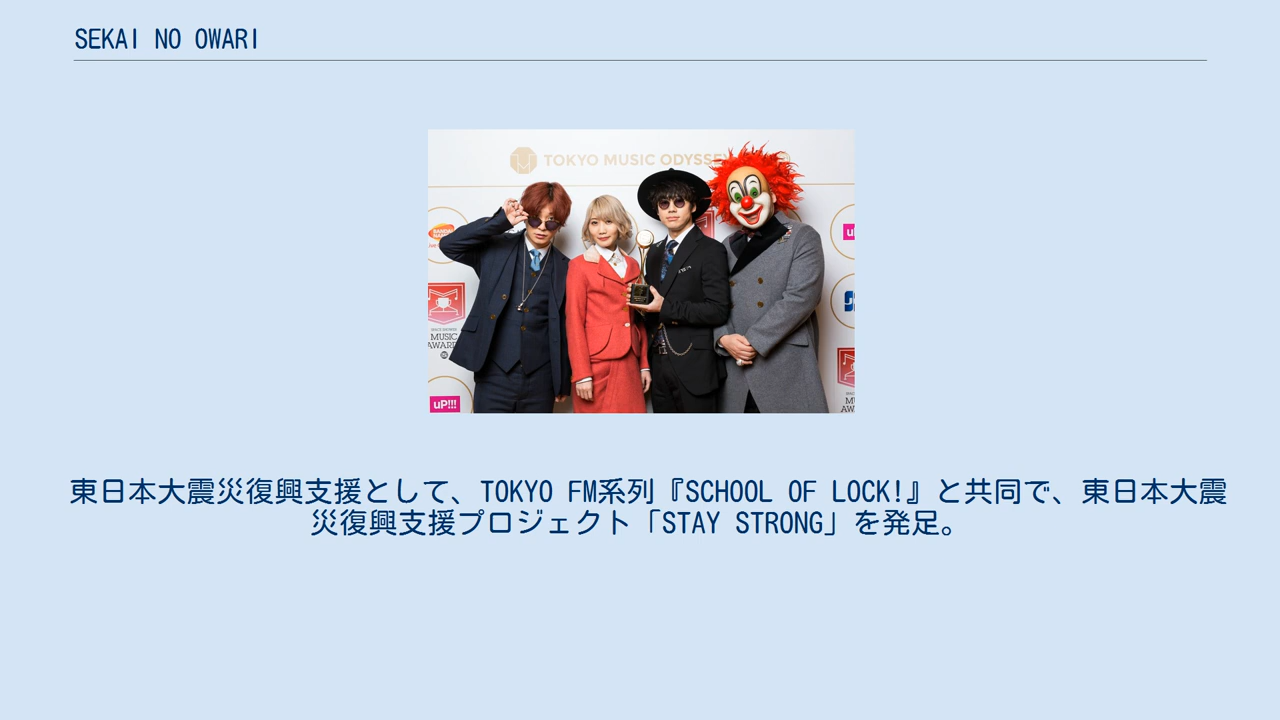 SEKAI NO OWARI
TOKYO MUSIC ODYSSEY
uP!!!
MUSIC
東日本大震災復興支援として、TOKYO FM系列『SCHOOL OF LOCK!』と共同で、東日本大震
災復興支援プロジェクト「STAY STRONG」を発足。